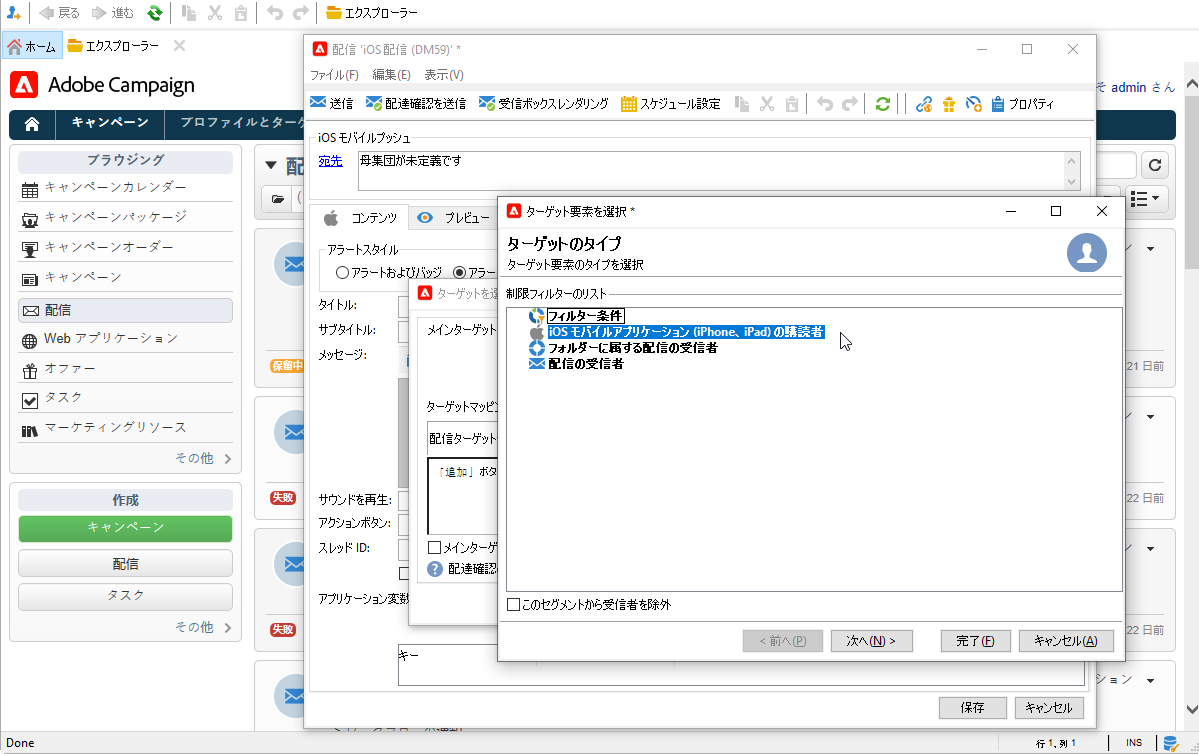 戻る 進む エクスプローラー
ホーム エクスプローラー
Adobe Campaign
そ admin さん
キャンペーン プロファイルとターゲ
ブラウジング
キャンペーンカレンダー
キャンペーンパッケージ
キャンペーンオーダー
キャンペーン
配信
Web アプリケーション
オファー
タスク
マーケティングリソース
その他
作成
キャンペーン
配信
タスク
その他
配
保留中
21 日前
失敗
22 日前
失敗
22 日前
ション
配信 'iOS 配信 (DM59)' *
ファイル(F) 編集(E) 表示(V)
送信 配達確認を送信 受信ボックスレンダリング スケジュール設定 プロパティ
iOS モバイルプッシュ
宛先 母集団が未定義です
コンテンツ プレビュー
アラートスタイル
アラートおよびバッジ アラー
タイトル:
サブタイトル:
メッセージ:
サウンドを再生:
アクションボタン:
スレッド ID:
アプリケーション変数
キー
保存 キャンセル
ターゲットを選
メインターゲット
ターゲットマッピン
配信ターゲット
「追加」ボタ
メインターゲ
配達確認
ターゲット要素を選択 *
ターゲットのタイプ
ターゲット要素のタイプを選択
制限フィルターのリスト
フィルター条件
iOS モバイルアプリケーション (iPhone、iPad) の購読者
フォルダーに属する配信の受信者
配信の受信者
このセグメントから受信者を除外
< 前へ(P) 次へ(N) > 完了(F) キャンセル(A)
Done 行 1, 列 1 INS